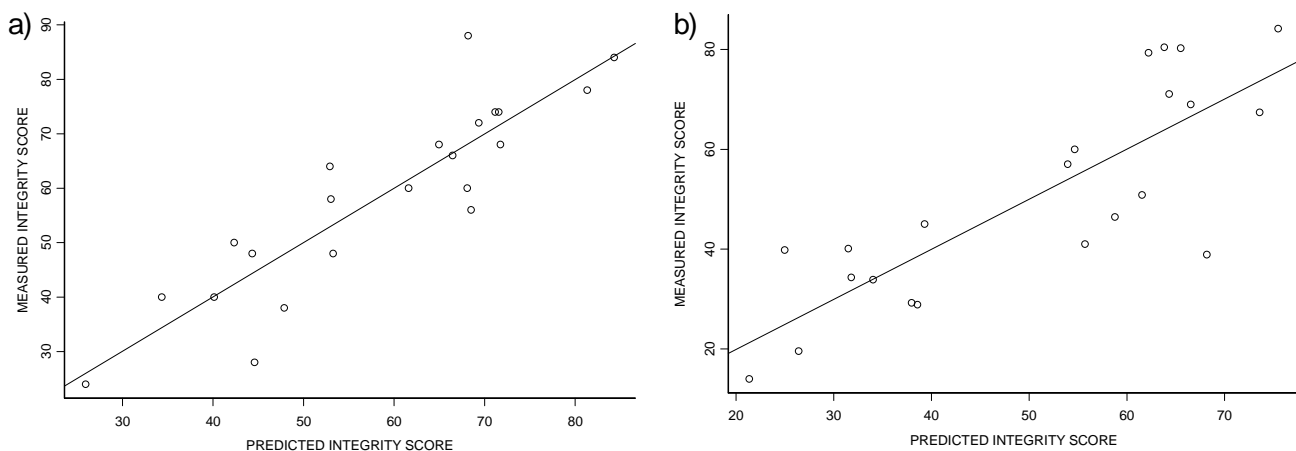 a)
MEASURED INTEGRITY SCORE
90
80
70
60
50
40
30
30 40 50 60 70 80
PREDICTED INTEGRITY SCORE
b)
MEASURED INTEGRITY SCORE
80
60
40
20
20 30 40 50 60 70
PREDICTED INTEGRITY SCORE